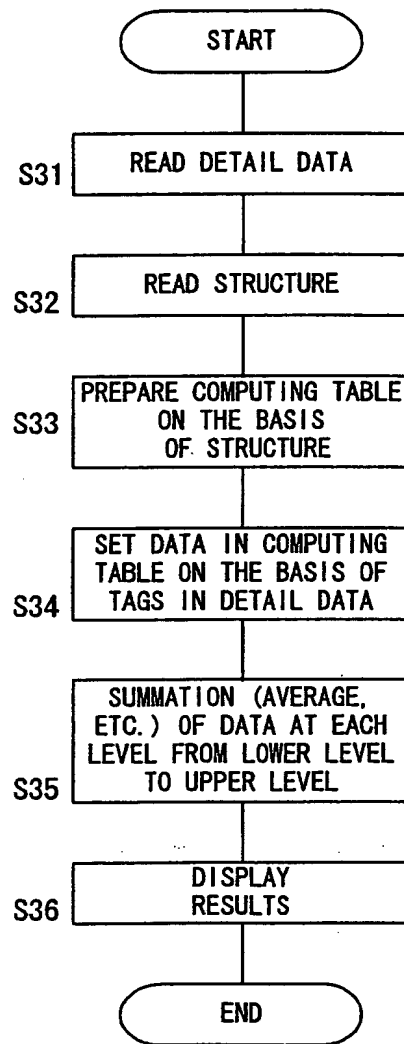 START
S31
READ DETAIL DATA
S32
READ STRUCTURE
S33
PREPARE COMPUTING TABLE
ON THE BASIS
OF STRUCTURE
S34
SET DATA IN COMPUTING
TABLE ON THE BASIS OF
TAGS IN DETAIL DATA
S35
SUMMATION (AVERAGE,
ETC.) OF DATA AT EACH
LEVEL FROM LOWER LEVEL
TO UPPER LEVEL
S36
DISPLAY
RESULTS
END